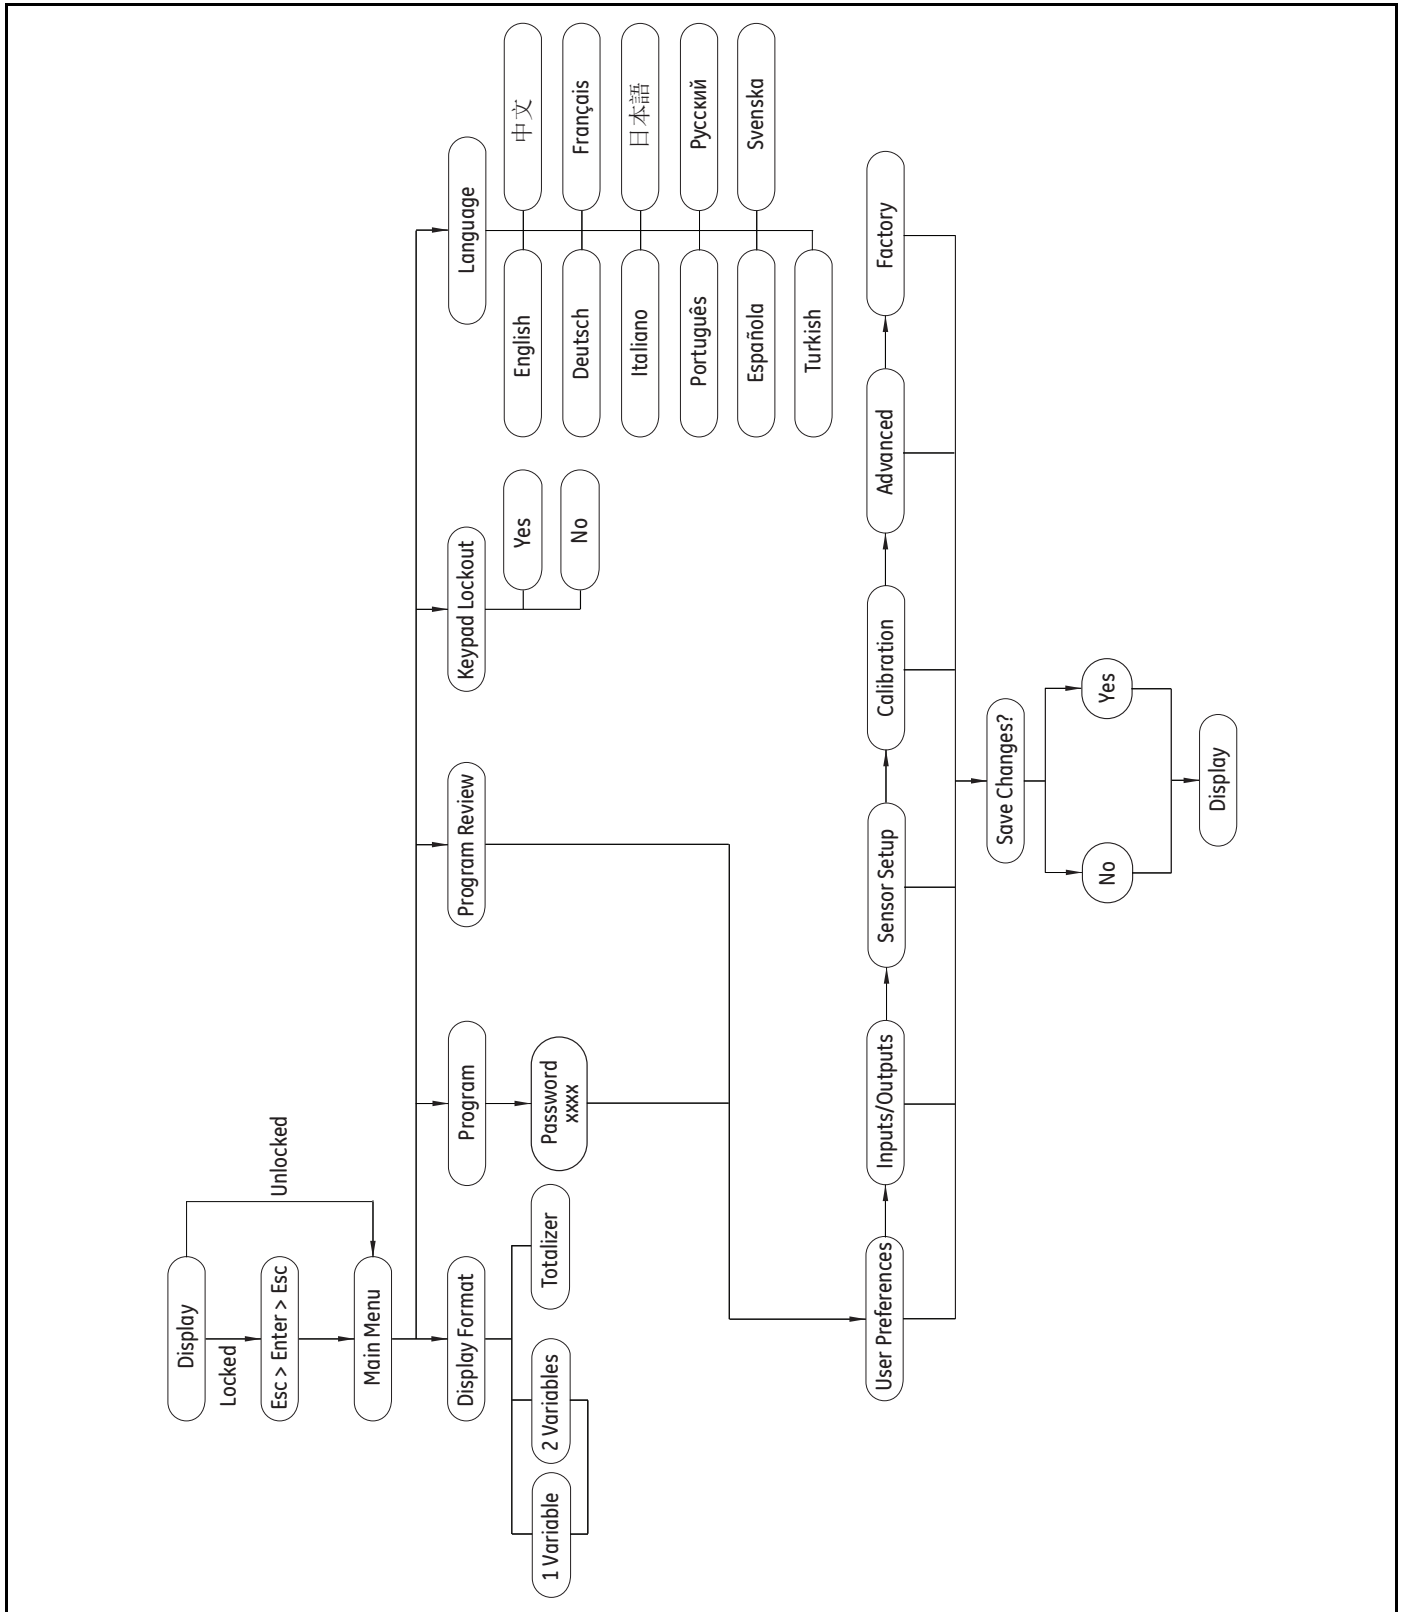 Display
Locked
Unlocked
Esc > Enter > Esc
Main Menu
Display Format
Program
Program Review
Keypad Lockout
Language
1 Variable
2 Variables
Totalizer
Password
xxxx
Yes
No
English
中文
Deutsch
Français
Italiano
日本語
Português
Русский
Española
Svenska
Turkish
User Preferences
Inputs/Outputs
Sensor Setup
Calibration
Advanced
Factory
Save Changes?
No
Yes
Display